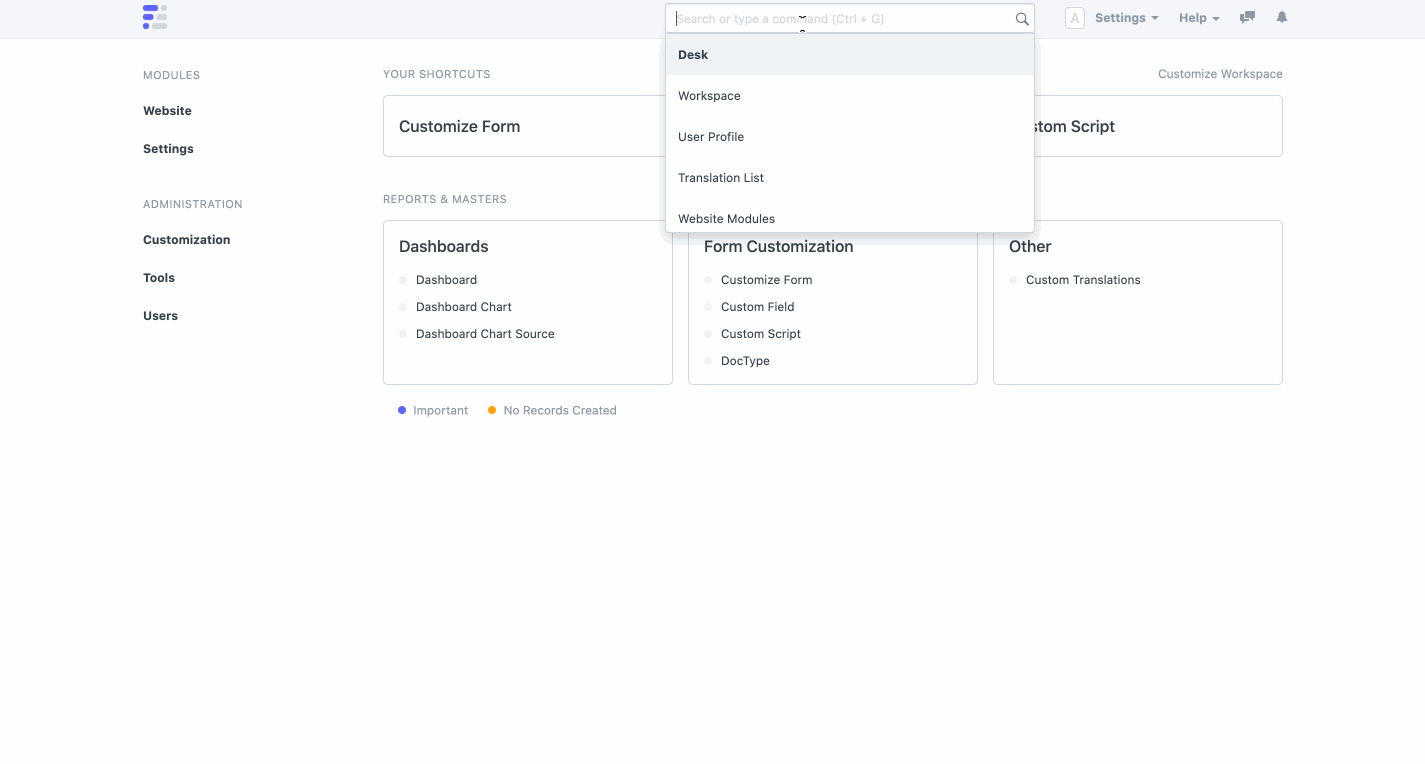 Search or type a command (Ctrl + G)
A
Settings
Help
Desk
Workspace
User Profile
Translation List
Website Modules
MODULES
Website
Settings
ADMINISTRATION
Customization
Tools
Users
YOUR SHORTCUTS
Customize Workspace
Customize Form
Script
REPORTS & MASTERS
Dashboards
Dashboard
Dashboard Chart
Dashboard Chart Source
Form Customization
Customize Form
Custom Field
Custom Script
DocType
Other
Custom Translations
Important
No Records Created